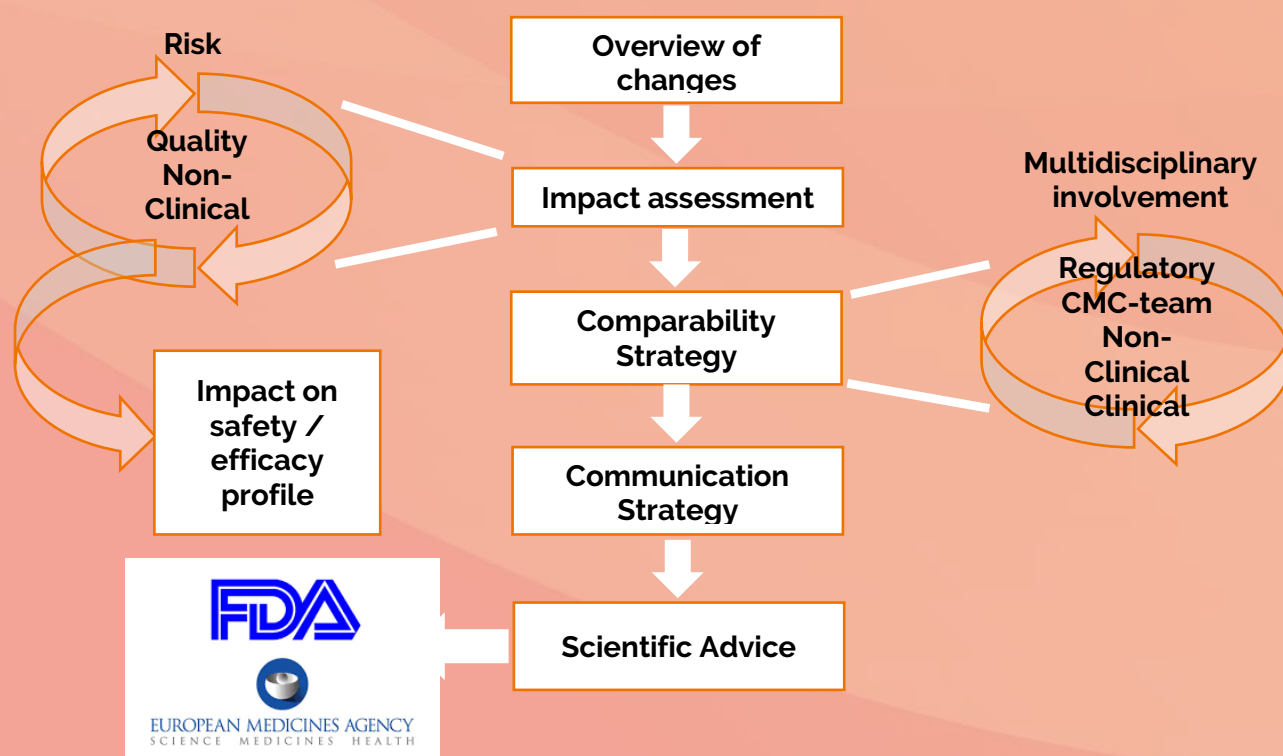 Risk
Quality
Non-
Clinical
Impact on
safety /
efficacy
profile
Overview of
changes
Impact assessment
Comparability
Strategy
Communication
Strategy
Scientific Advice
Multidisciplinary
involvement
Regulatory
CMC-team
Non-
Clinical
Clinical
FDA
EUROPEAN MEDICINES AGENCY
SCIENCE MEDICINES HEALTH